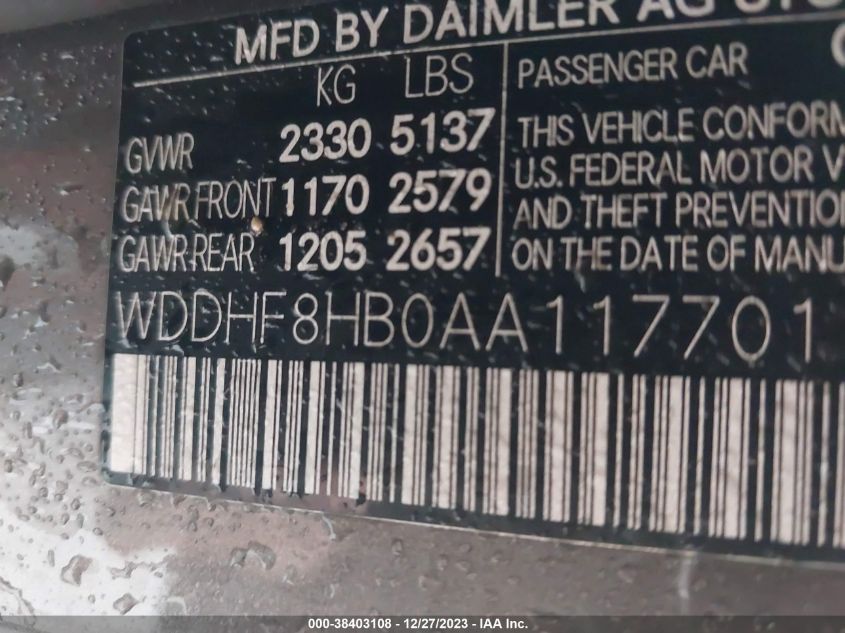 MFD BY DAIMLER AG
KG LBS
GVWR 2330 5137
GAWR FRONT 1170 2579
GAWR REAR 1205 2657
PASSENGER CAR
THIS VEHICLE CONFORM
U.S. FEDERAL MOTOR V
AND THEFT PREVENTIO
ON THE DATE OF MANU
WDDHF8HB0AA117701
000-38403108 - 12/27/2023 - IAA Inc.